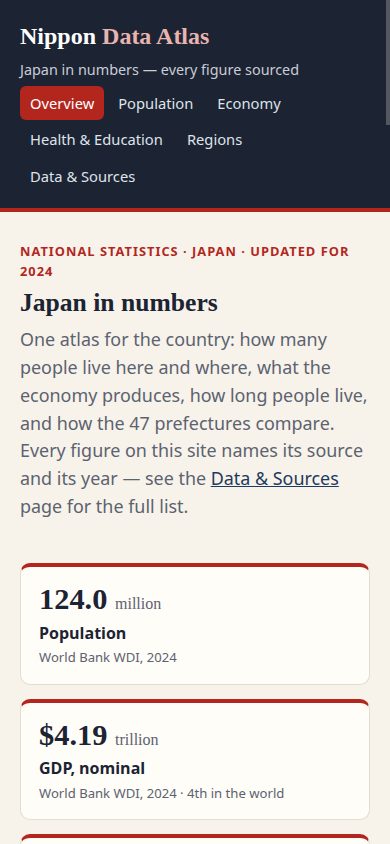 Nippon Data Atlas
Japan in numbers — every figure sourced
Overview Population Economy
Health & Education Regions
Data & Sources
NATIONAL STATISTICS · JAPAN · UPDATED FOR
2024
Japan in numbers
One atlas for the country: how many
people live here and where, what the
economy produces, how long people live,
and how the 47 prefectures compare.
Every figure on this site names its source
and its year — see the Data & Sources
page for the full list.
124.0 million
Population
World Bank WDI, 2024
$4.19 trillion
GDP, nominal
World Bank WDI, 2024 · 4th in the world